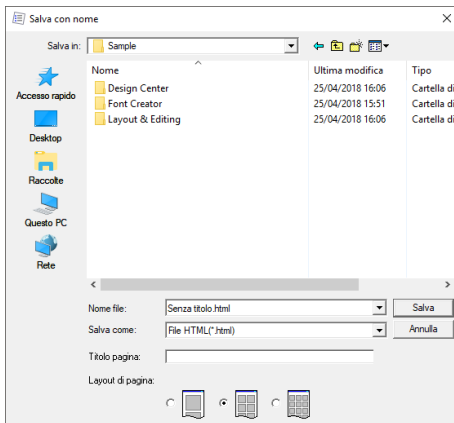 Salva con nome
Salva in: Sample
Nome Ultima modifica Tipo
Design Center 25/04/2018 16:06 Cartella di
Font Creator 25/04/2018 15:51 Cartella di
Layout & Editing 25/04/2018 16:06 Cartella di
Accesso rapido
Desktop
Raccolte
Questo PC
Rete
Nome file: Senza titolo.html Salva
Salva come: File HTML(*.html) Annulla
Titolo pagina:
Layout di pagina: